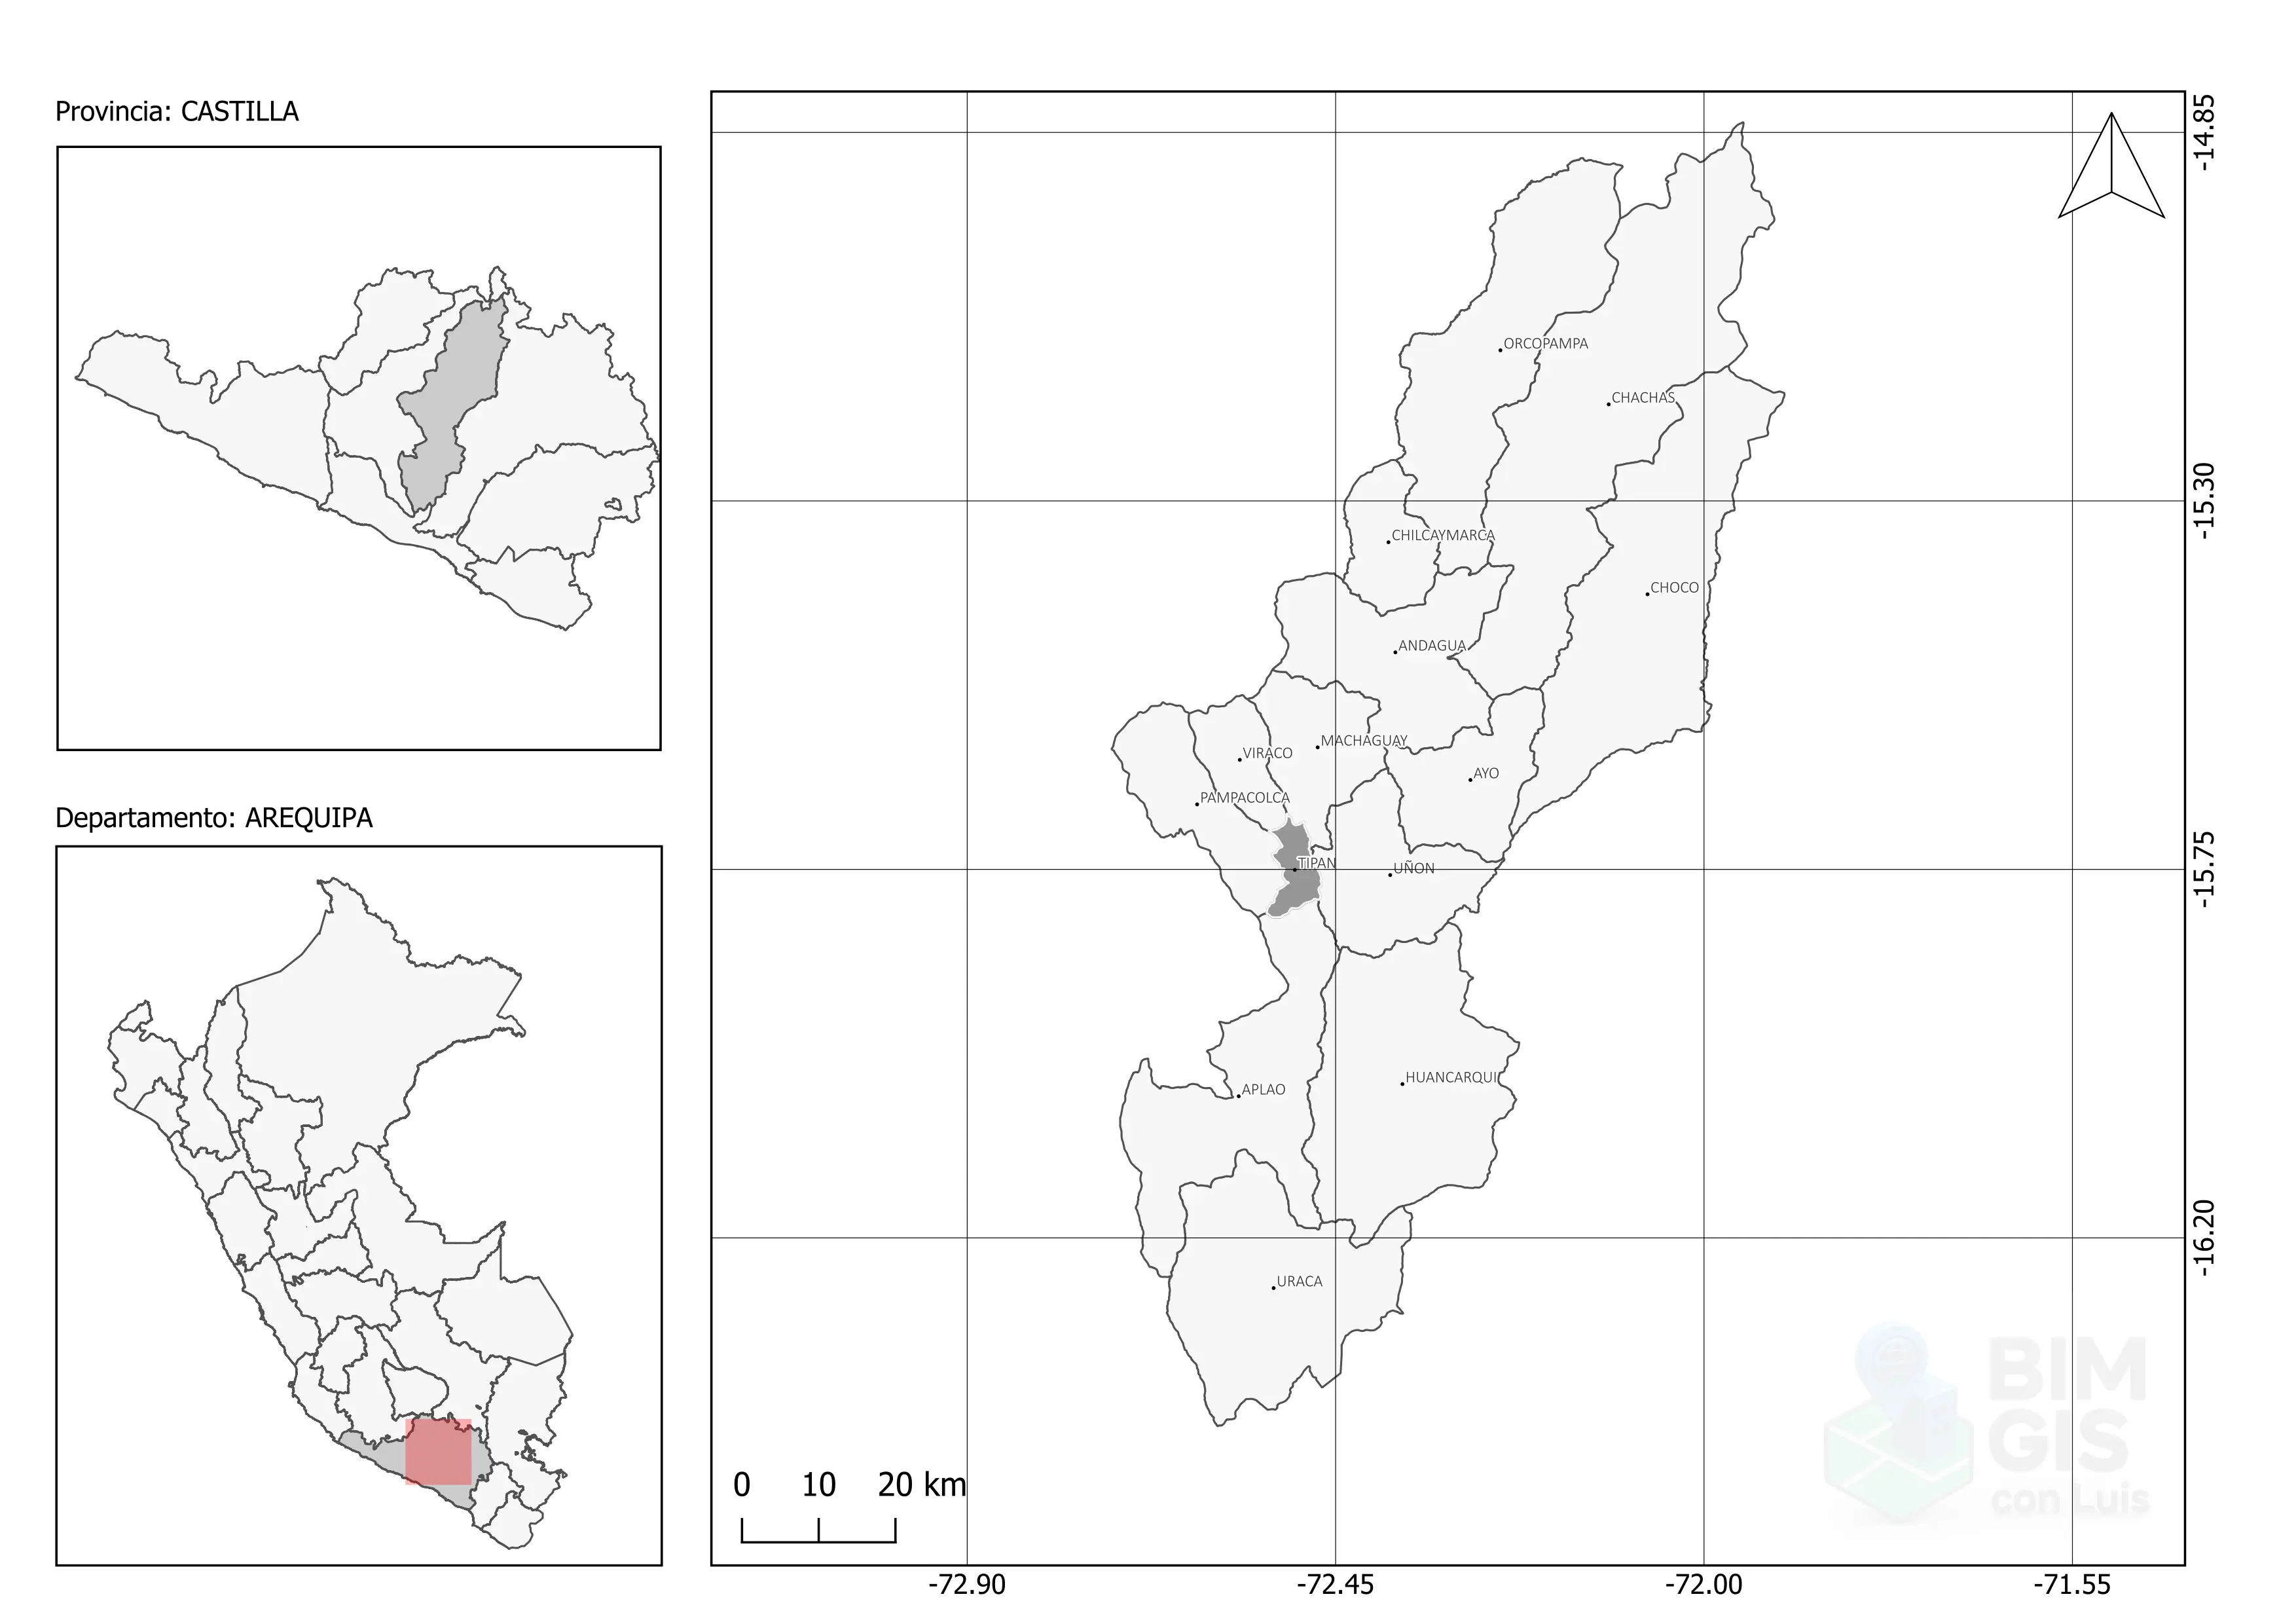 Provincia: CASTILLA
Departamento: AREQUIPA
ORCOPAMPA
CHACHAS
CHILCAYMARCA
CHOCO
ANDAGUA
MACHAGUAY
VIRACO
AYO
PAMPACOLCA
TIPAN
UÑON
HUANCARQUI
APLAO
URACA
-14.85
-15.30
-15.75
-16.20
0 10 20 km
-72.90 -72.45 -72.00 -71.55
BIM
GIS
con Luis